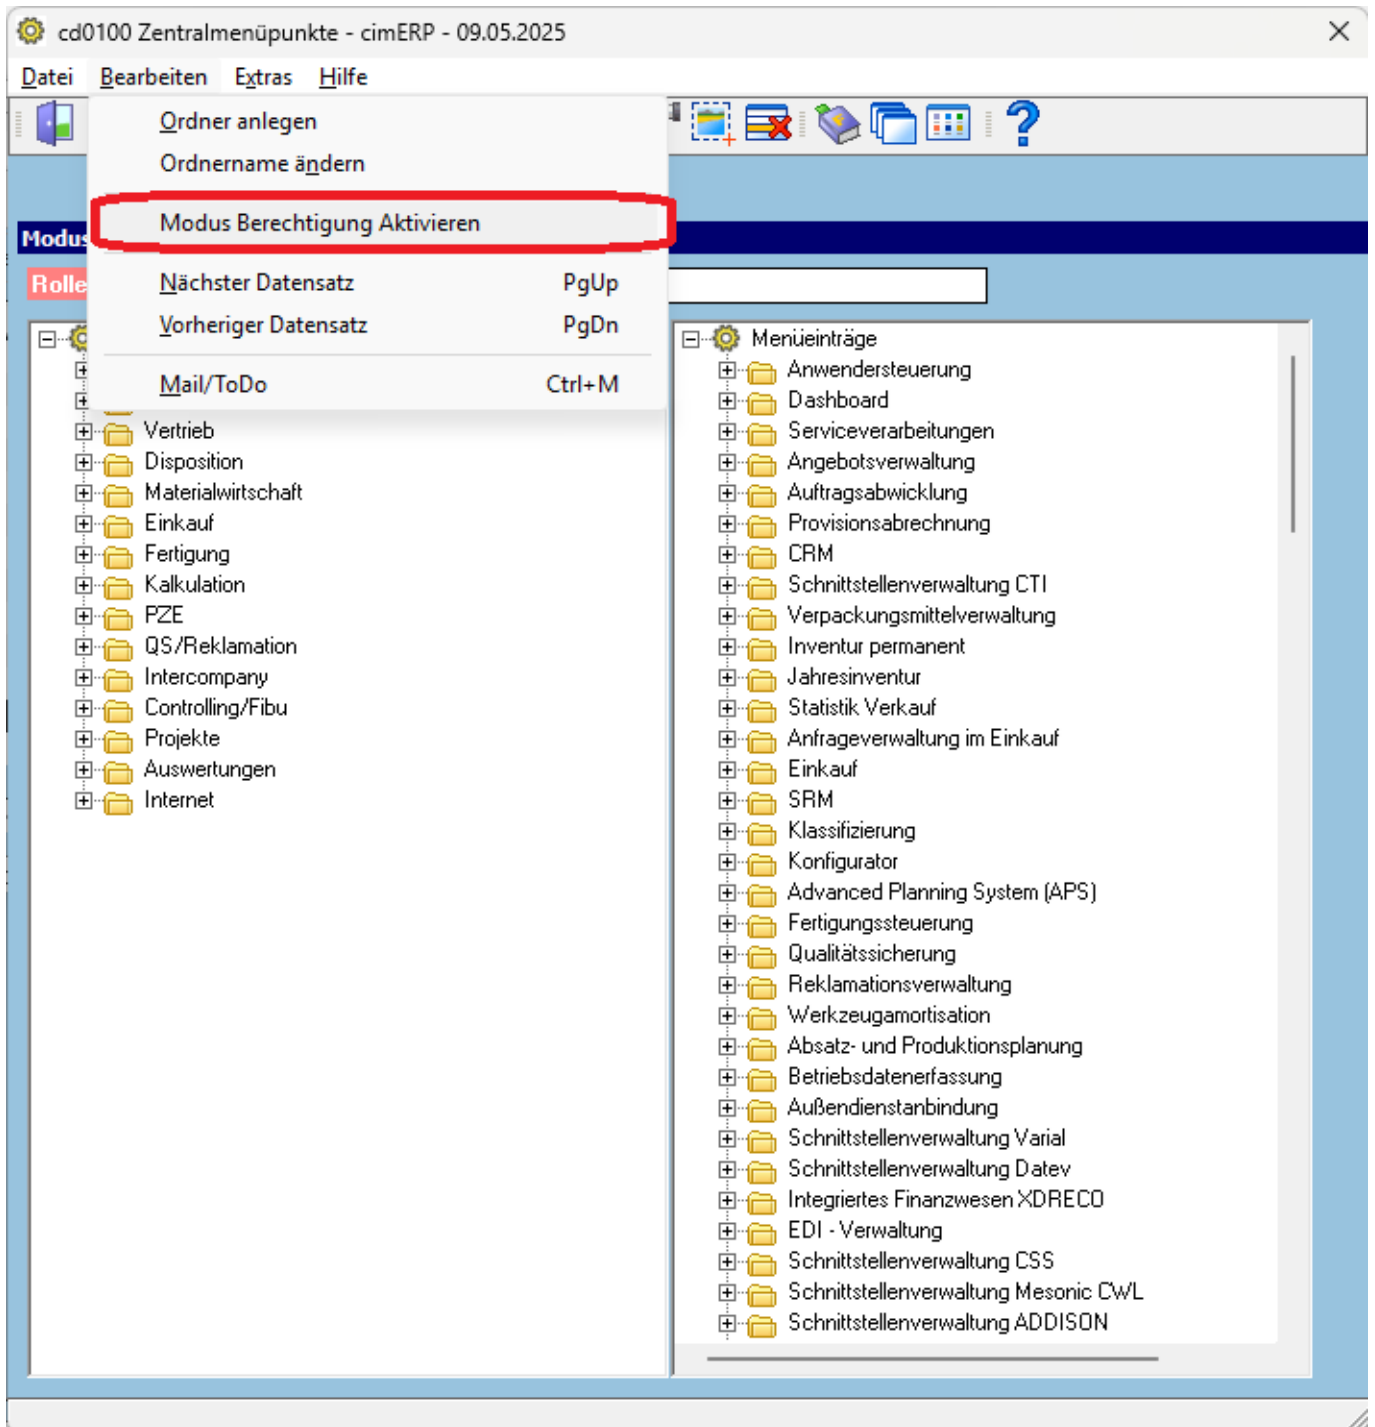 cd0100 Zentralmenüpunkte - cimERP - 09.05.2025
Datei Bearbeiten Extras Hilfe
Ordner anlegen
Ordnername ändern
Modus Berechtigung Aktivieren
Nächster Datensatz PgUp
Vorheriger Datensatz PgDn
Mail/ToDo Ctrl+M
Modus
Rolle
Vertrieb
Disposition
Materialwirtschaft
Einkauf
Fertigung
Kalkulation
PZE
QS/Reklamation
Intercompany
Controlling/Fibu
Projekte
Auswertungen
Internet
Menüeinträge
Anwendersteuerung
Dashboard
Serviceverarbeitungen
Angebotsverwaltung
Auftragsabwicklung
Provisionsabrechnung
CRM
Schnittstellenverwaltung CTI
Verpackungsmittelverwaltung
Inventur permanent
Jahresinventur
Statistik Verkauf
Anfrageverwaltung im Einkauf
Einkauf
SRM
Klassifizierung
Konfigurator
Advanced Planning System (APS)
Fertigungssteuerung
Qualitätssicherung
Reklamationsverwaltung
Werkzeugamortisation
Absatz- und Produktionsplanung
Betriebsdatenerfassung
Außendienstanbindung
Schnittstellenverwaltung Varial
Schnittstellenverwaltung Datev
Integriertes Finanzwesen XDRECO
EDI - Verwaltung
Schnittstellenverwaltung CSS
Schnittstellenverwaltung Mesonic CWL
Schnittstellenverwaltung ADDISON